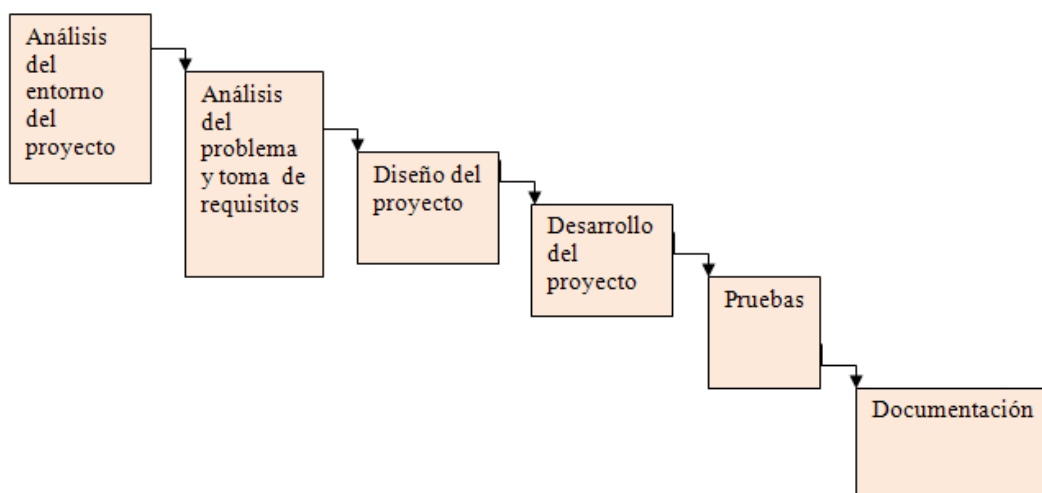 Análisis
del
entorno
del
proyecto
Análisis
del
problema
y toma de
requisitos
Diseño del
proyecto
Desarrollo
del
proyecto
Pruebas
Documentación